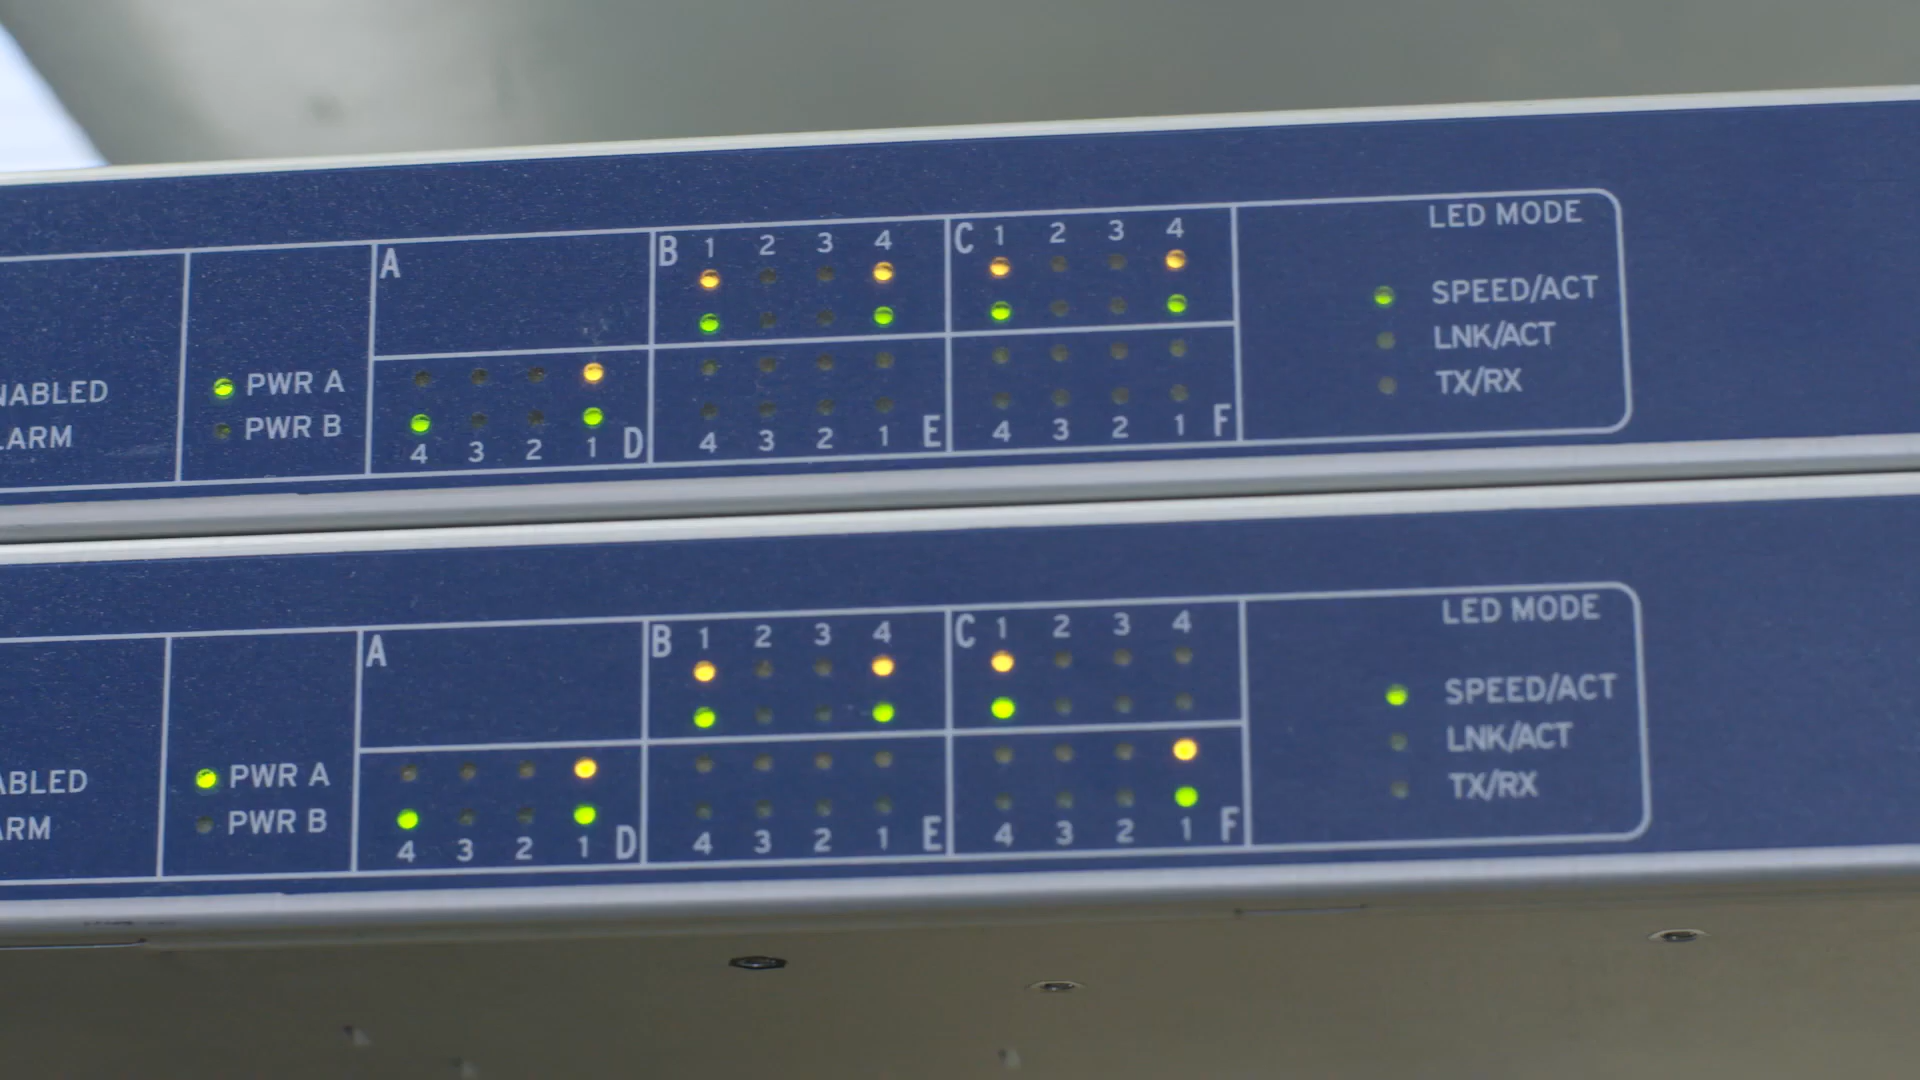 LED MODE
A
B 1 2 3 4
C 1 2 3 4
SPEED/ACT
LNK/ACT
TX/RX
NABLED
LARM
PWR A
PWR B
4 3 2 1 D
4 3 2 1 E
4 3 2 1 F
LED MODE
A
B 1 2 3 4
C 1 2 3 4
SPEED/ACT
LNK/ACT
TX/RX
ABLED
ARM
PWR A
PWR B
4 3 2 1 D
4 3 2 1 E
4 3 2 1 F